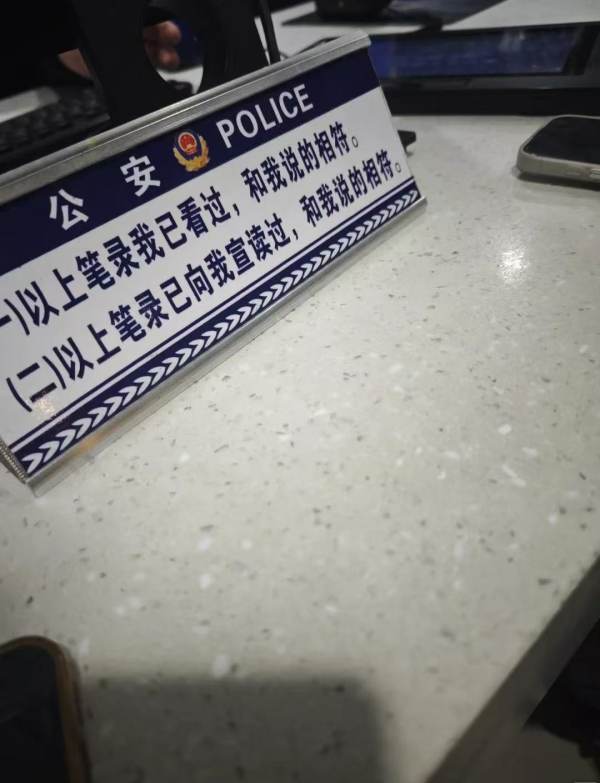 公安 POLICE
一)以上笔录我已看过，和我说的相符。
(二)以上笔录已向我宣读过，和我说的相符。